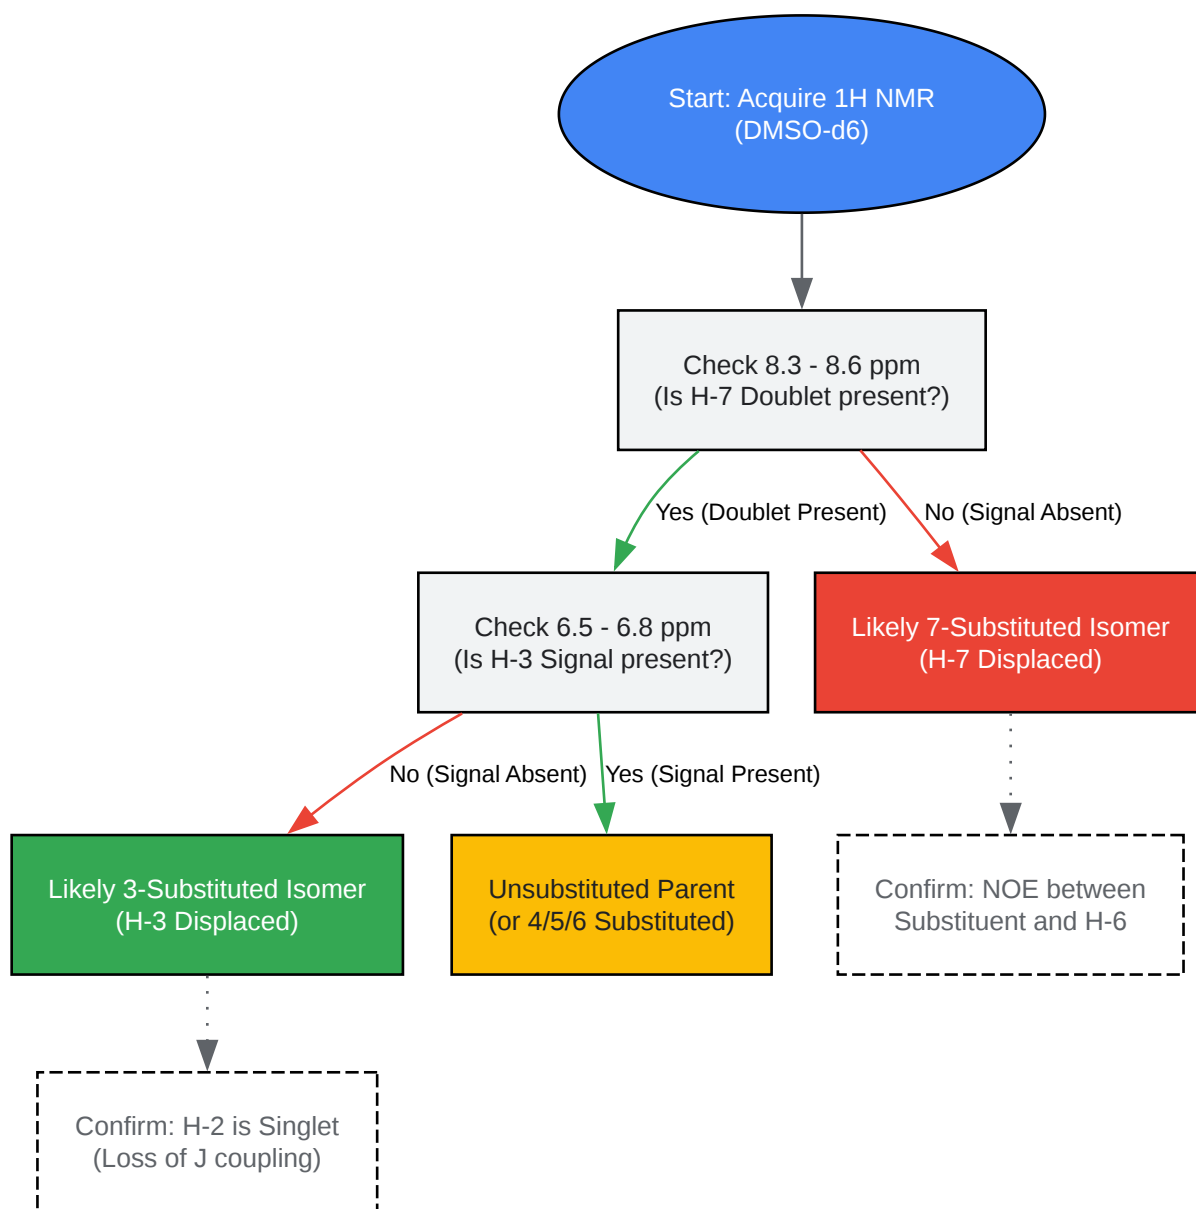 Start: Acquire 1H NMR
(DMSO-d6)
Check 8.3 - 8.6 ppm
(Is H-7 Doublet present?)
Yes (Doublet Present)
No (Signal Absent)
Check 6.5 - 6.8 ppm
(Is H-3 Signal present?)
Likely 7-Substituted Isomer
(H-7 Displaced)
No (Signal Absent)
Yes (Signal Present)
Likely 3-Substituted Isomer
(H-3 Displaced)
Unsubstituted Parent
(or 4/5/6 Substituted)
Confirm: NOE between
Substituent and H-6
Confirm: H-2 is Singlet
(Loss of J coupling)